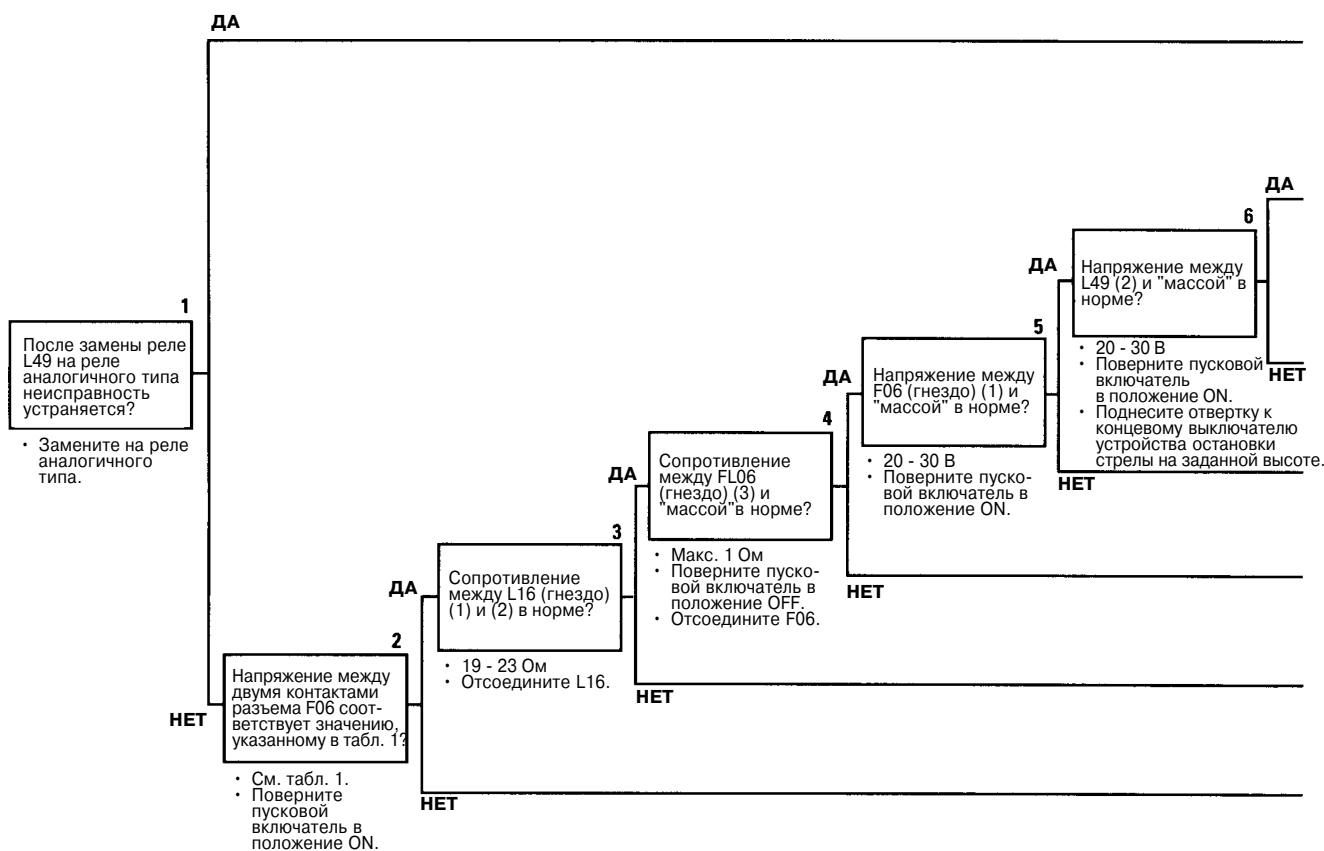 ДА
1
После замены реле
L49 на реле
аналогичного типа
неисправность
устраняется?
· Замените на реле
аналогичного
типа.
НЕТ
2
Напряжение между
двумя контактами
разъема F06 соот-
ветствует значению,
указанному в табл. 1?
· См. табл. 1.
· Поверните
пусковой
включатель в
положение ON.
ДА
НЕТ
3
Сопротивление
между L16 (гнездо)
(1) и (2) в норме?
· 19 - 23 Ом
· Отсоедините L16.
ДА
НЕТ
4
Сопротивление
между FL06
(гнездо) (3) и
"массой"в норме?
· Макс. 1 Ом
· Поверните пуско-
вой включатель в
положение OFF.
· Отсоедините F06.
ДА
НЕТ
5
Напряжение между
F06 (гнездо) (1) и
"массой" в норме?
· 20 - 30 В
· Поверните пуско-
вой включатель в
положение ON.
ДА
НЕТ
6
Напряжение между
L49 (2) и "массой" в
норме?
· 20 - 30 В
· Поверните пусковой
включатель
в положение ON.
· Поднесите отвертку к
концевому выключателю
устройства остановки
стрелы на заданной высоте.
ДА
НЕТ